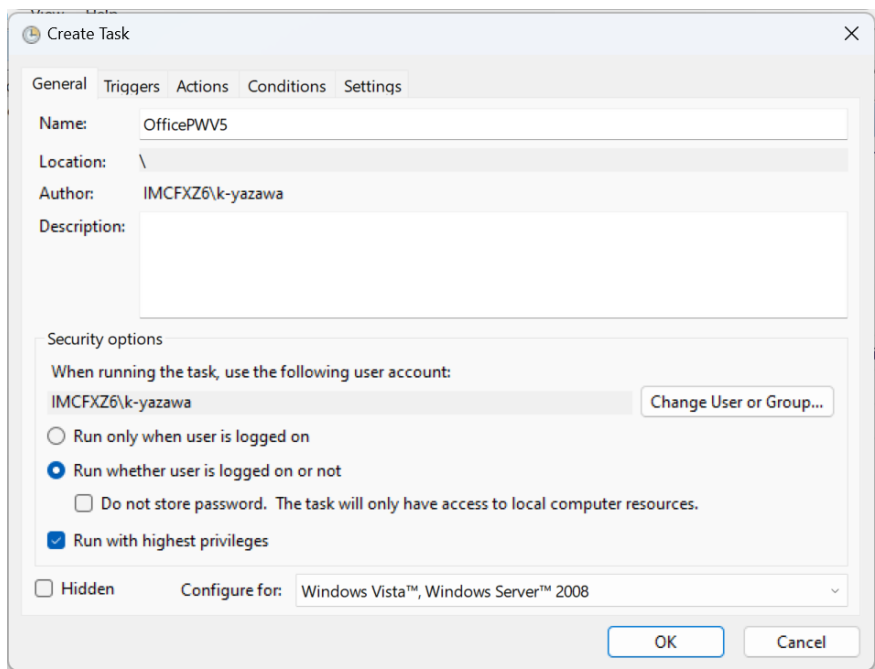 Create Task
General Triggers Actions Conditions Settings
Name: OfficePWV5
Location: \
Author: IMCFXZ6\k-yazawa
Description:
Security options
When running the task, use the following user account:
IMCFXZ6\k-yazawa Change User or Group...
Run only when user is logged on
Run whether user is logged on or not
Do not store password. The task will only have access to local computer resources.
Run with highest privileges
Hidden Configure for: Windows Vista™, Windows Server™ 2008
OK Cancel